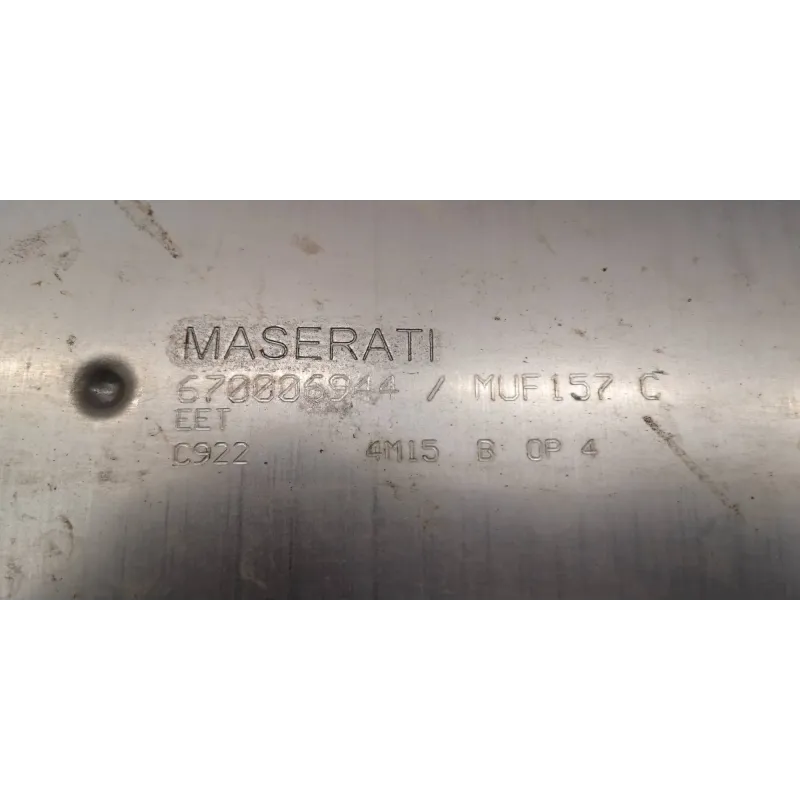 MASERATI
670006944 / MUF157 C
EET
C922 4M15 B OP 4